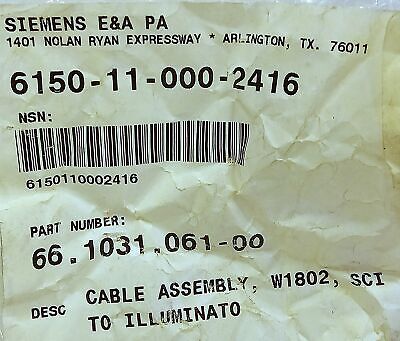 SIEMENS E&A PA
1401 NOLAN RYAN EXPRESSWAY * ARLINGTON, TX. 76011
6150-11-000-2416
NSN:
6150110002416
PART NUMBER:
66.1031.061-00
DESC CABLE ASSEMBLY, W1802, SCI
TO ILLUMINATO